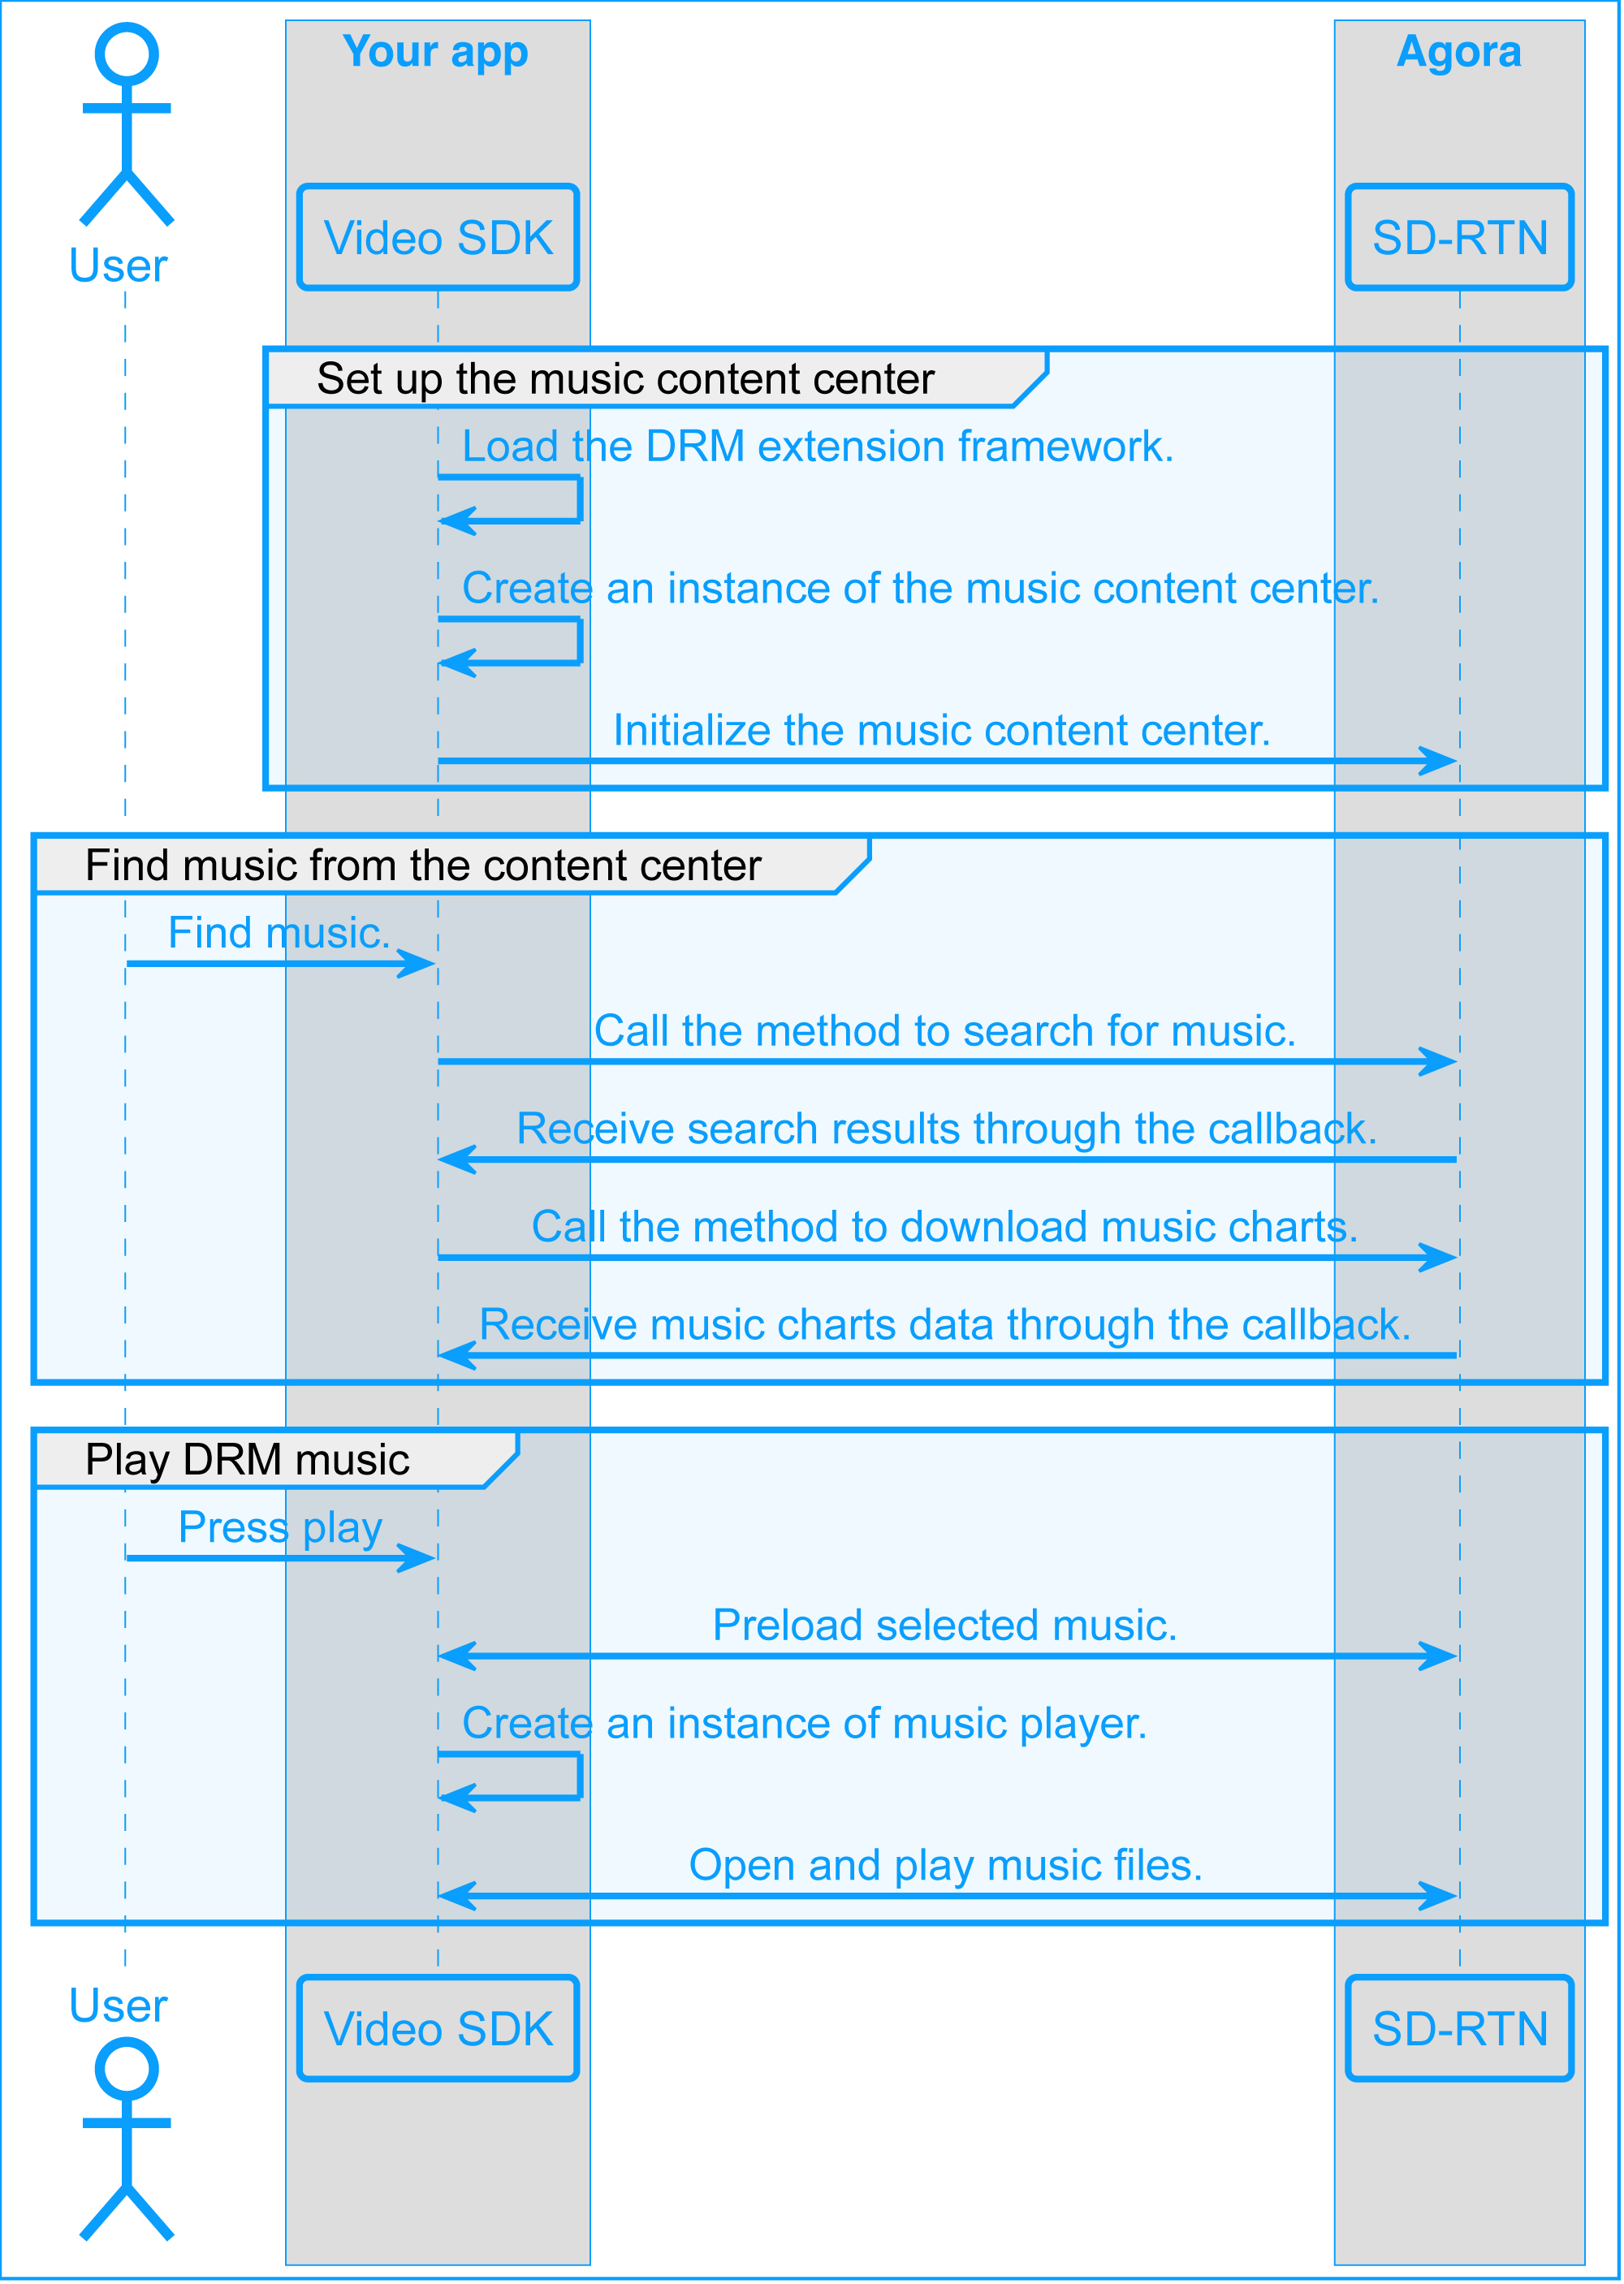 Your app
Agora
User
Video SDK
SD-RTN
Set up the music content center
Load the DRM extension framework.
Create an instance of the music content center.
Initialize the music content center.
Find music from the content center
Find music.
Call the method to search for music.
Receive search results through the callback.
Call the method to download music charts.
Receive music charts data through the callback.
Play DRM music
Press play
Preload selected music.
Create an instance of music player.
Open and play music files.
User
Video SDK
SD-RTN